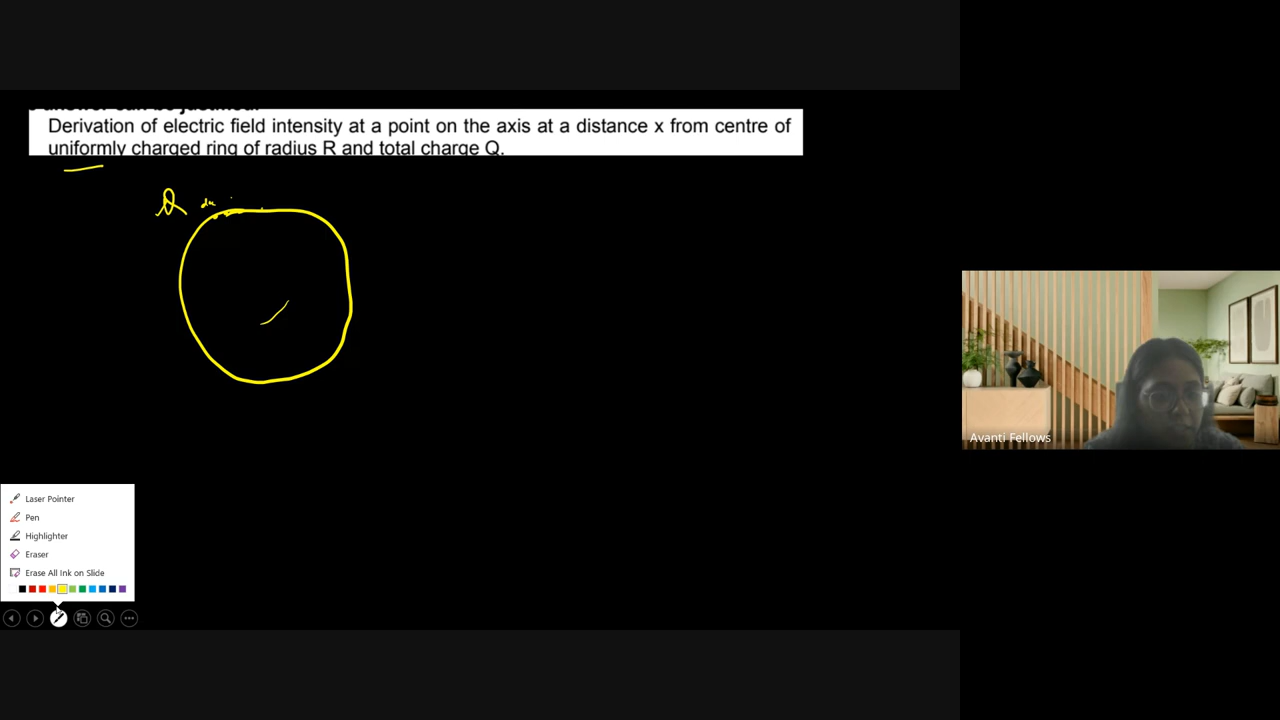 Derivation of electric field intensity at a point on the axis at a distance x from centre of
uniformly charged ring of radius R and total charge Q.
Avanti Fellows
Laser Pointer
Pen
Highlighter
Eraser
Erase All Ink on Slide